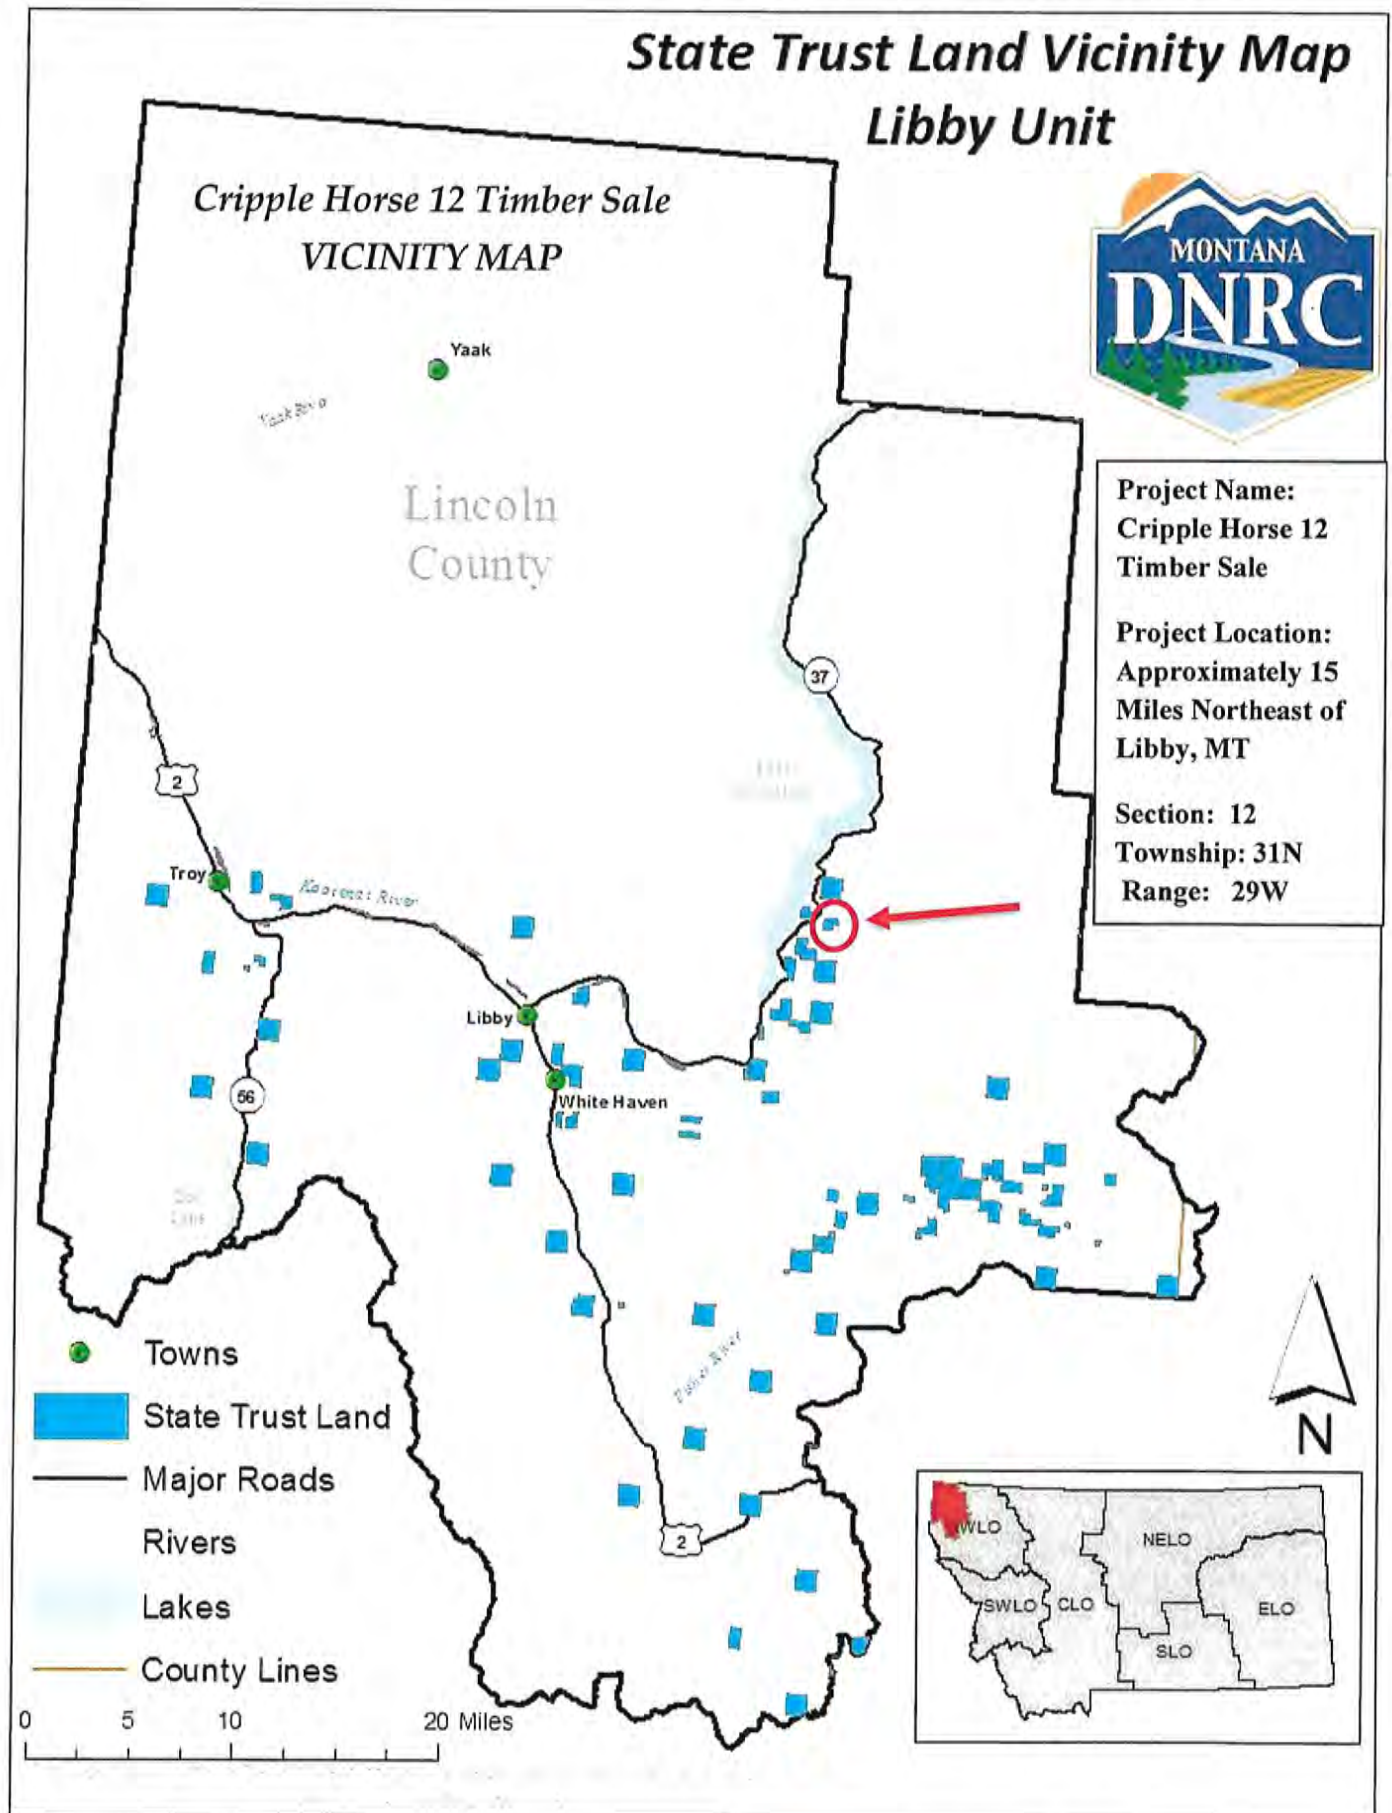 State Trust Land Vicinity Map
Libby Unit
Cripple Horse 12 Timber Sale
VICINITY MAP
MONTANA
DNRC
Yaak
Lincoln
County
Project Name:
Cripple Horse 12
Timber Sale
Project Location:
Approximately 15
Miles Northeast of
Libby, MT
Section: 12
Township: 31N
Range: 29W
37
2
Troy
Libby
White Haven
56
River
2
Towns
State Trust Land
Major Roads
Rivers
Lakes
County Lines
0 5 10 20 Miles
N
WLO
NELO
SWLO
CLO
ELO
SLO